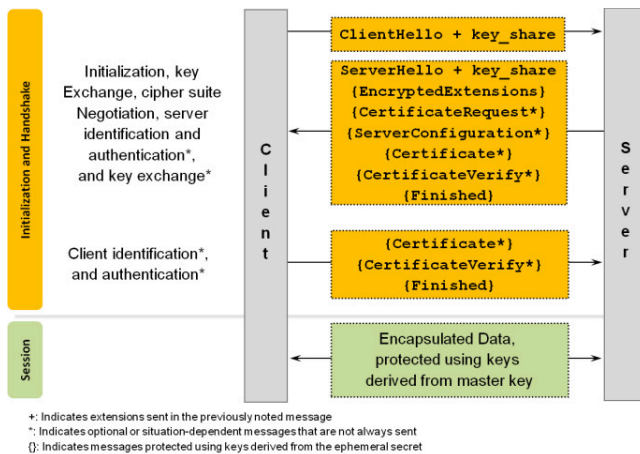 Initialization and Handshake
Initialization, key
Exchange, cipher suite
Negotiation, server
identification and
authentication*,
and key exchange*
Client identification*,
and authentication*
Client
ClientHello + key_share
ServerHello + key_share
{EncryptedExtensions}
{CertificateRequest*}
{ServerConfiguration*}
{Certificate*}
{CertificateVerify*}
{Finished}
{Certificate*}
{CertificateVerify*}
{Finished}
Server
Session
Encapsulated Data,
protected using keys
derived from master key
+: Indicates extensions sent in the previously noted message
*: Indicates optional or situation-dependent messages that are not always sent
{}: Indicates messages protected using keys derived from the ephemeral secret